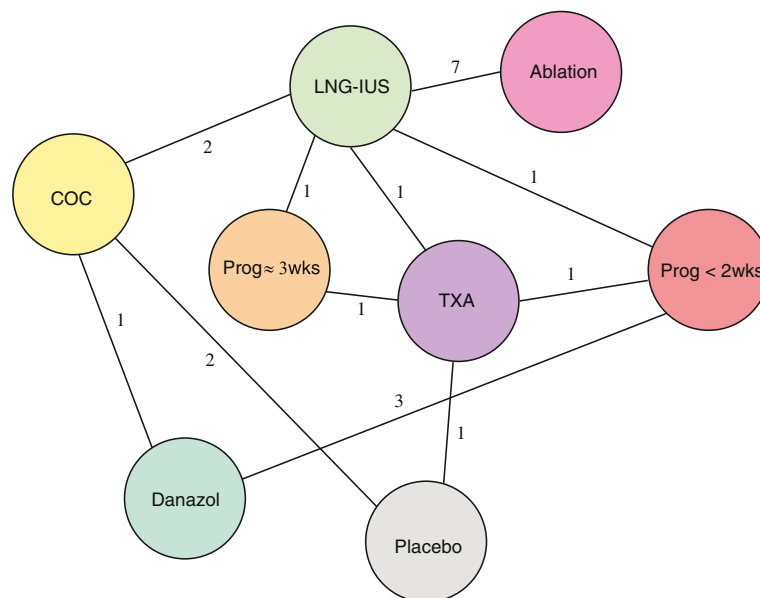 7
Ablation
LNG-IUS
2
1
1
1
COC
Prog ≈ 3wks
1
TXA
1
Prog < 2wks
1
2
3
1
Danazol
Placebo